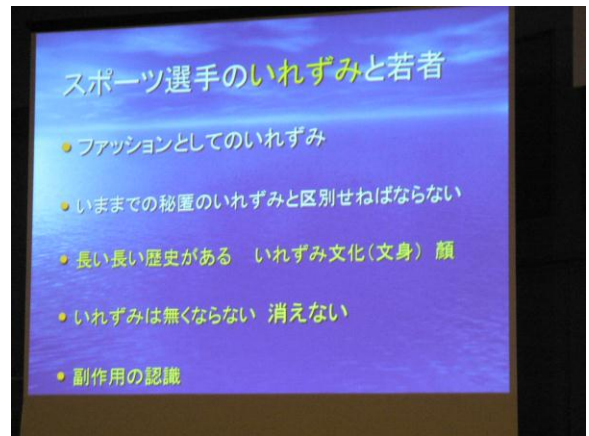 スポーツ選手のいれずみと若者
• ファッションとしてのいれずみ
• いままでの秘匿のいれずみと区別せねばならない
• 長い長い歴史がある いれずみ文化(文身) 顔
• いれずみは無くならない 消えない
• 副作用の認識